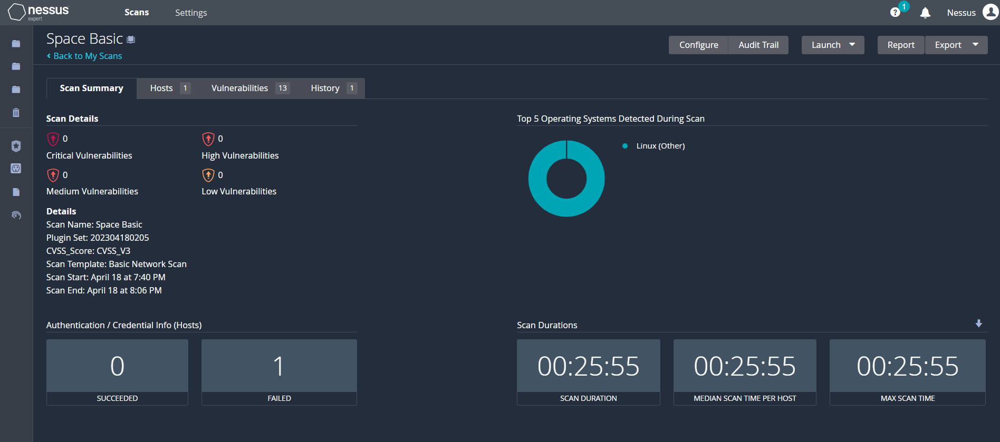 nessus
expert
Scans
Settings
?
1
Nessus
Space Basic
Back to My Scans
Configure
Audit Trail
Launch
Report
Export
Scan Summary
Hosts 1
Vulnerabilities 13
History 1
Scan Details
0
Critical Vulnerabilities
0
High Vulnerabilities
0
Medium Vulnerabilities
0
Low Vulnerabilities
Details
Scan Name: Space Basic
Plugin Set: 202304180205
CVSS_Score: CVSS_V3
Scan Template: Basic Network Scan
Scan Start: April 18 at 7:40 PM
Scan End: April 18 at 8:06 PM
Top 5 Operating Systems Detected During Scan
Linux (Other)
Authentication / Credential Info (Hosts)
0
SUCCEEDED
1
FAILED
Scan Durations
00:25:55
SCAN DURATION
00:25:55
MEDIAN SCAN TIME PER HOST
00:25:55
MAX SCAN TIME